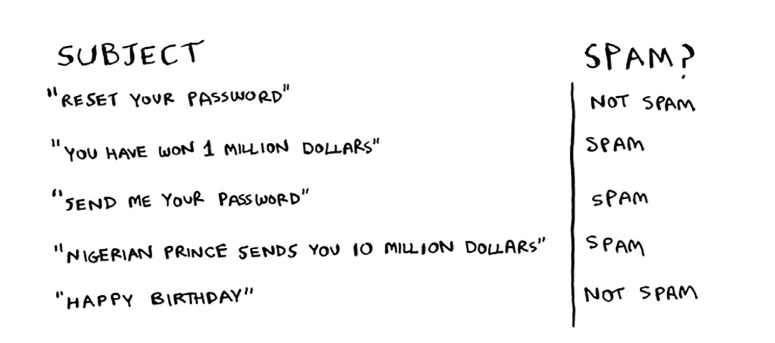 SUBJECT SPAM?
"RESET YOUR PASSWORD" NOT SPAM
"YOU HAVE WON 1 MILLION DOLLARS" SPAM
"SEND ME YOUR PASSWORD" SPAM
"NIGERIAN PRINCE SENDS YOU 10 MILLION DOLLARS" SPAM
"HAPPY BIRTHDAY" NOT SPAM